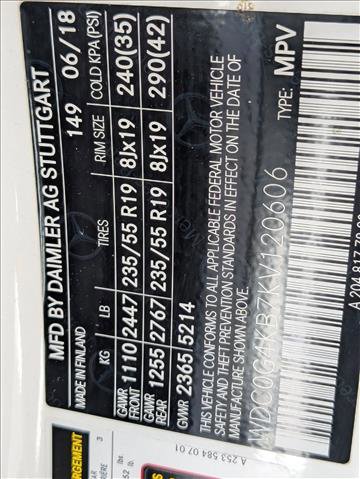 MFD BY DAIMLER AG STUTTGART
MADE IN FINLAND 149 06/18
KG LB TIRES RIM SIZE COLD KPA(PSI)
GAWR FRONT 1110 2447 235/55 R19 8Jx19 240(35)
GAWR REAR 1255 2767 235/55 R19 8Jx19 290(42)
GVWR 2365 5214
THIS VEHICLE CONFORMS TO ALL APPLICABLE FEDERAL MOTOR VEHICLE
SAFETY AND THEFT PREVENTION STANDARDS IN EFFECT ON THE DATE OF
MANUFACTURE SHOWN ABOVE.
WDC0G4KB7KV120606 TYPE: MPV
A 253 584 07 01